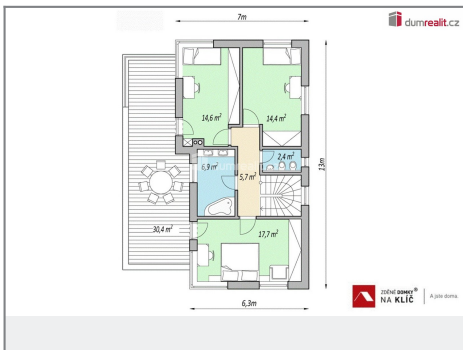 7m
dumrealit.cz
14,6 m²
14,4 m²
2,4 m²
6,9 m²
5,7 m²
13m
30,4 m²
17,7 m²
6,3m
ZDĚNÉ DOMKY®
NA KLÍČ
A jste doma.